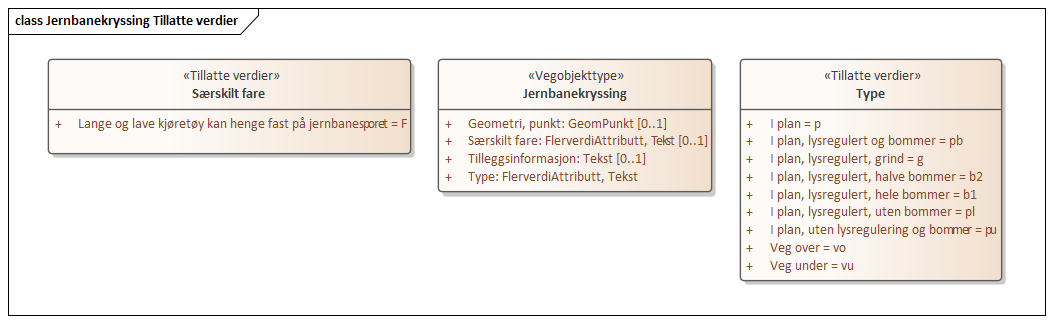 class Jernbanekryssing Tillatte verdier
«Tillatte verdier»
Særskilt fare
+ Lange og lave kjøretøy kan henge fast på jernbanesporet = F
«Vegobjekttype»
Jernbanekryssing
+ Geometri, punkt: GeomPunkt [0..1]
+ Særskilt fare: FlerverdiAttributt, Tekst [0..1]
+ Tilleggsinformasjon: Tekst [0..1]
+ Type: FlerverdiAttributt, Tekst
«Tillatte verdier»
Type
+ I plan = p
+ I plan, lysregulert og bommer = pb
+ I plan, lysregulert, grind = g
+ I plan, lysregulert, halve bommer = b2
+ I plan, lysregulert, hele bommer = b1
+ I plan, lysregulert, uten bommer = pl
+ I plan, uten lysregulering og bommer = pu
+ Veg over = vo
+ Veg under = vu